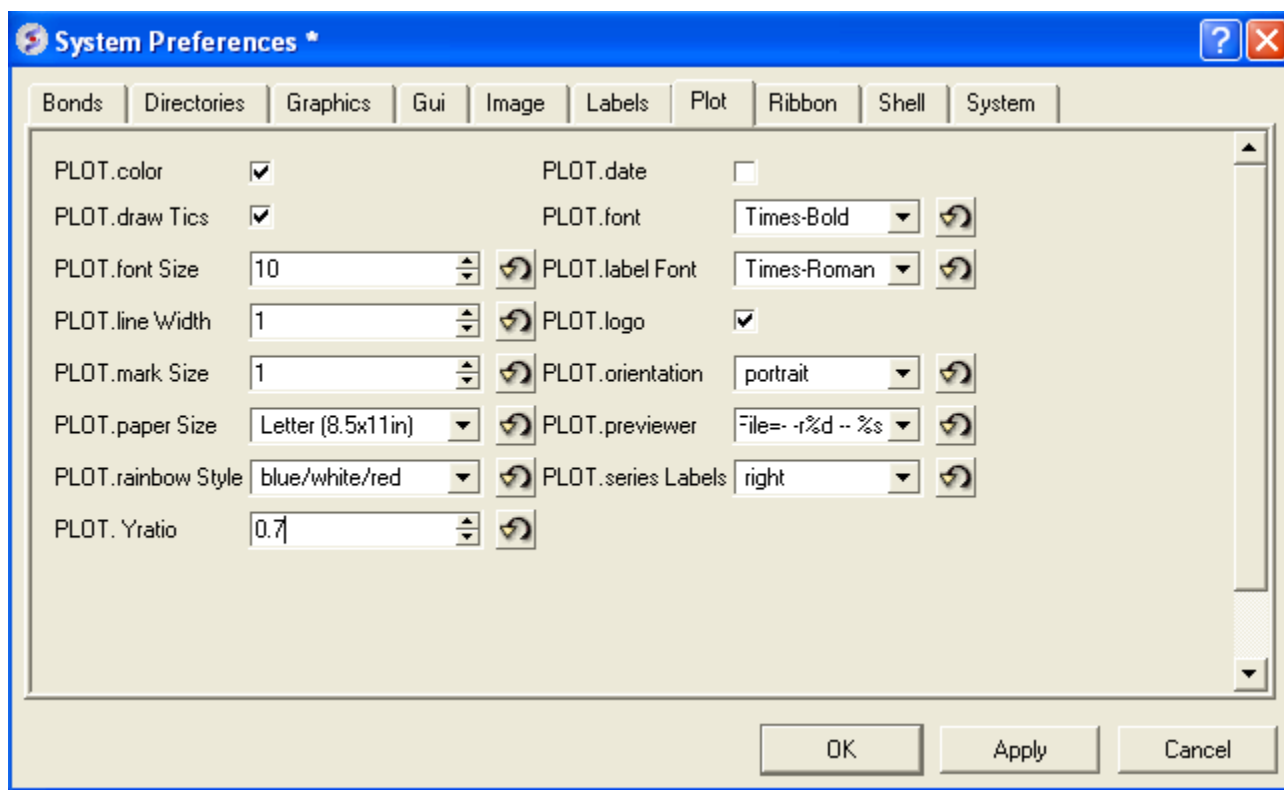 System Preferences *
Bonds Directories Graphics Gui Image Labels Plot Ribbon Shell System
PLOT.color PLOT.date
PLOT.draw Tics PLOT.font Times-Bold
PLOT.font Size 10 PLOT.label Font Times-Roman
PLOT.line Width 1 PLOT.logo
PLOT.mark Size 1 PLOT.orientation portrait
PLOT.paper Size Letter (8.5x11in) PLOT.previewer File=- -r%d -- %s
PLOT.rainbow Style blue/white/red PLOT.series Labels right
PLOT. Yratio 0.7
OK Apply Cancel